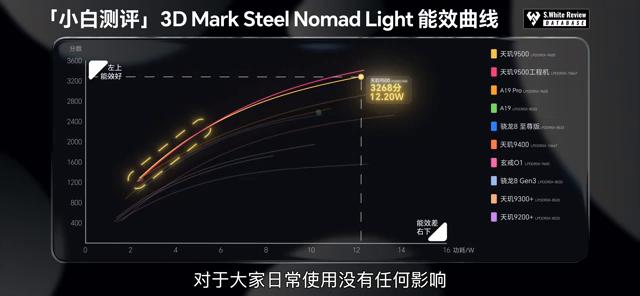 「小白测评」3D Mark Steel Nomad Light 能效曲线
S.White Review
DATABASE
分数
3600
3200
2800
2400
2000
1600
1200
800
400
左上
能效好
天玑9500
3268分
12.20W
能效差
右下
0
2
4
6
8
10
12
14
16 功耗/W
天玑9500
天玑9500工程机
A19 Pro
A19
骁龙8 至尊版
天玑9400
玄戒O1
骁龙8 Gen3
天玑9300+
天玑9200+
对于大家日常使用没有任何影响